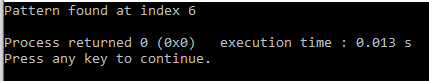 Pattern found at index 6
Process returned 0 (0x0)   execution time : 0.013 s
Press any key to continue.